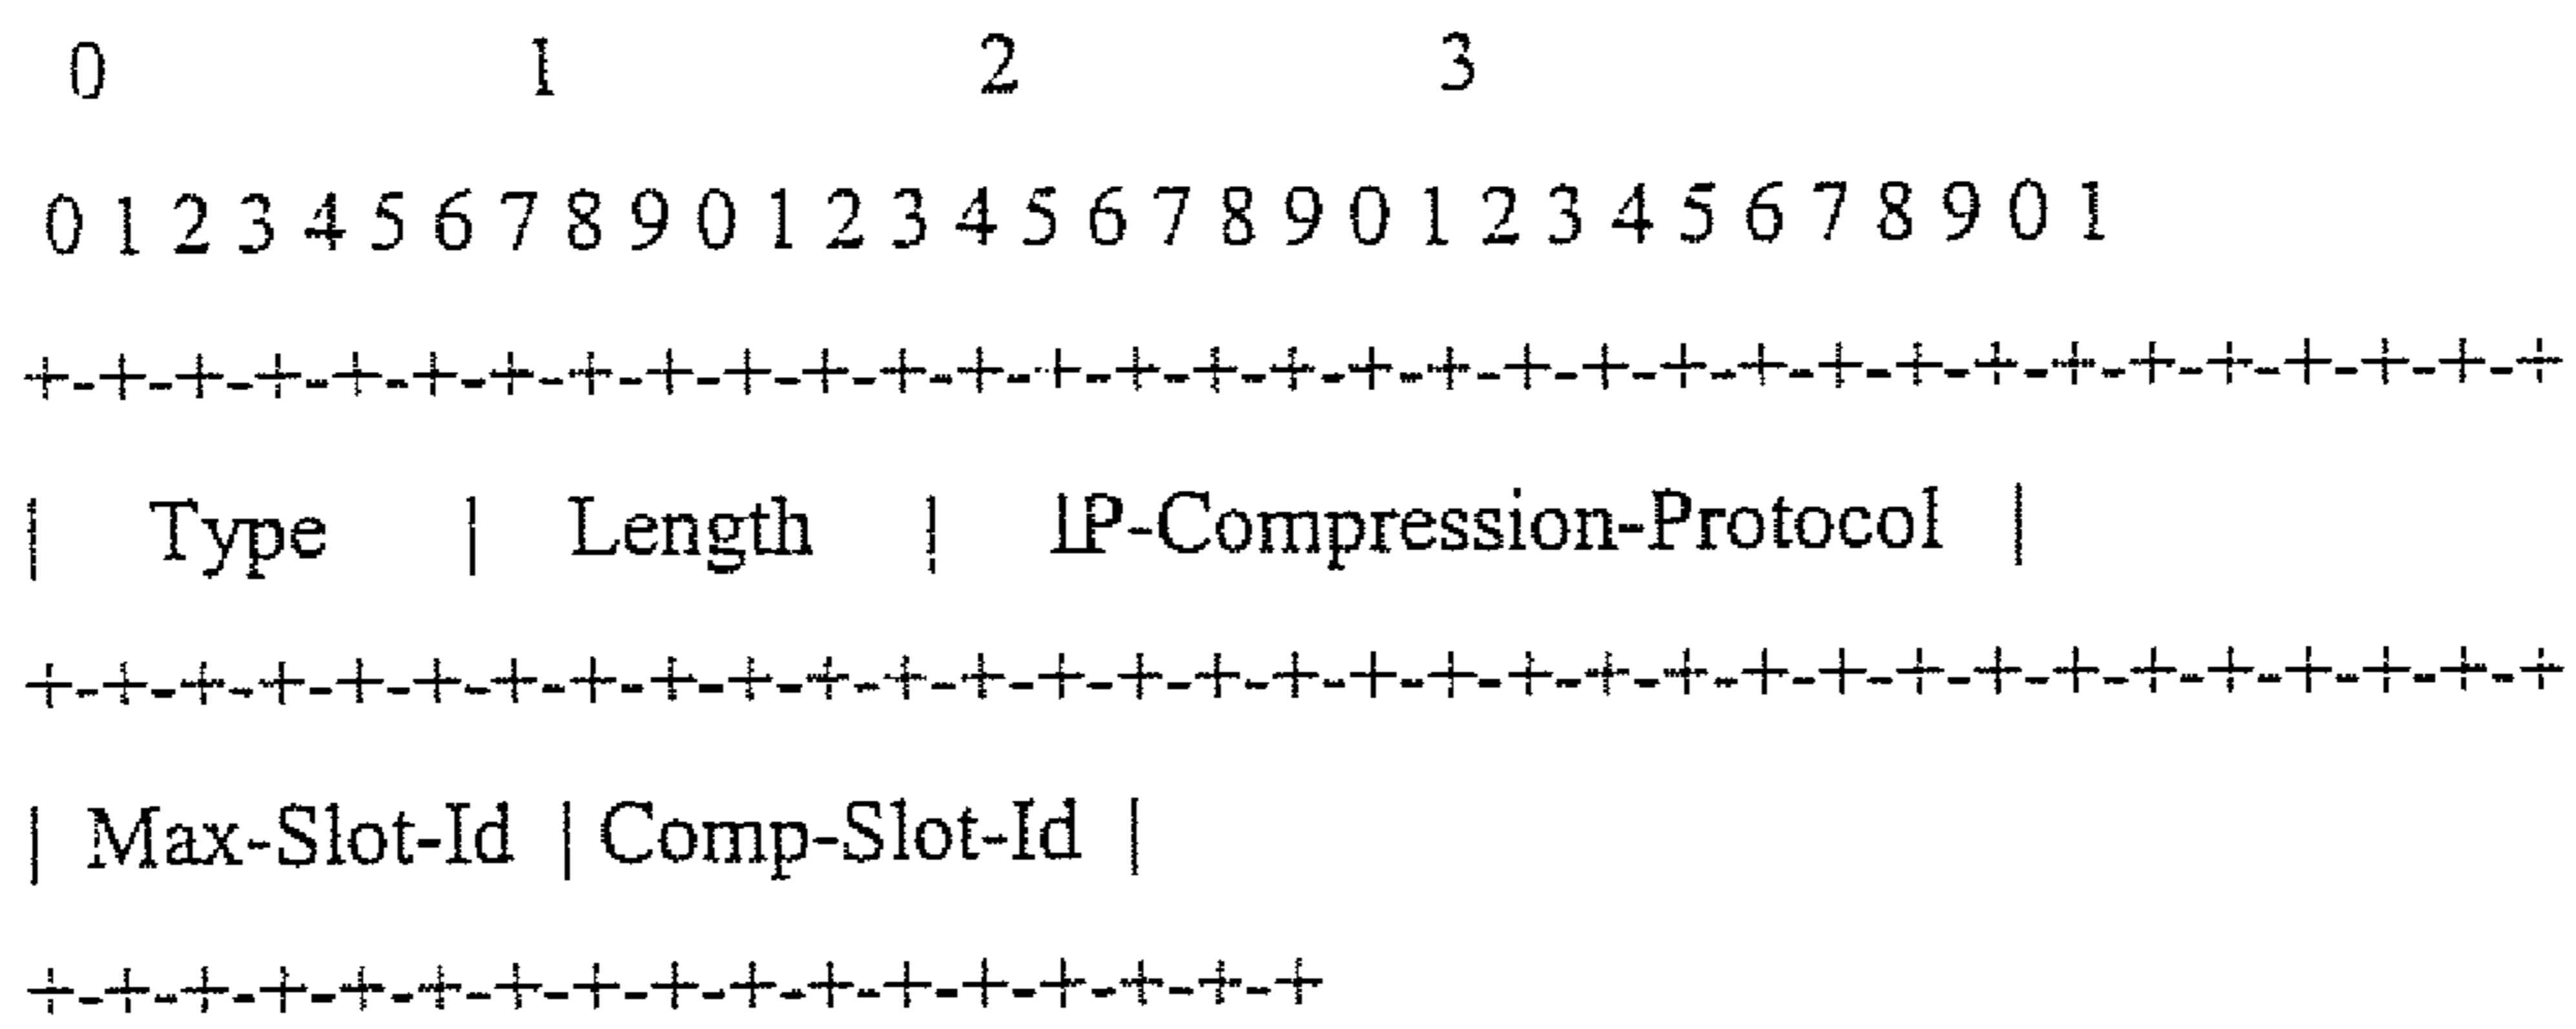 0 1 2 3
0 1 2 3 4 5 6 7 8 9 0 1 2 3 4 5 6 7 8 9 0 1 2 3 4 5 6 7 8 9 0 1
+-+-+-+-+-+-+-+-+-+-+-+-+-+-+-+-+-+-+-+-+-+-+-+-+-+-+-+-+-+-+-+-+
| Type | Length | IP-Compression-Protocol |
+-+-+-+-+-+-+-+-+-+-+-+-+-+-+-+-+-+-+-+-+-+-+-+-+-+-+-+-+-+-+-+-+
| Max-Slot-Id | Comp-Slot-Id |
+-+-+-+-+-+-+-+-+-+-+-+-+-+-+-+-+